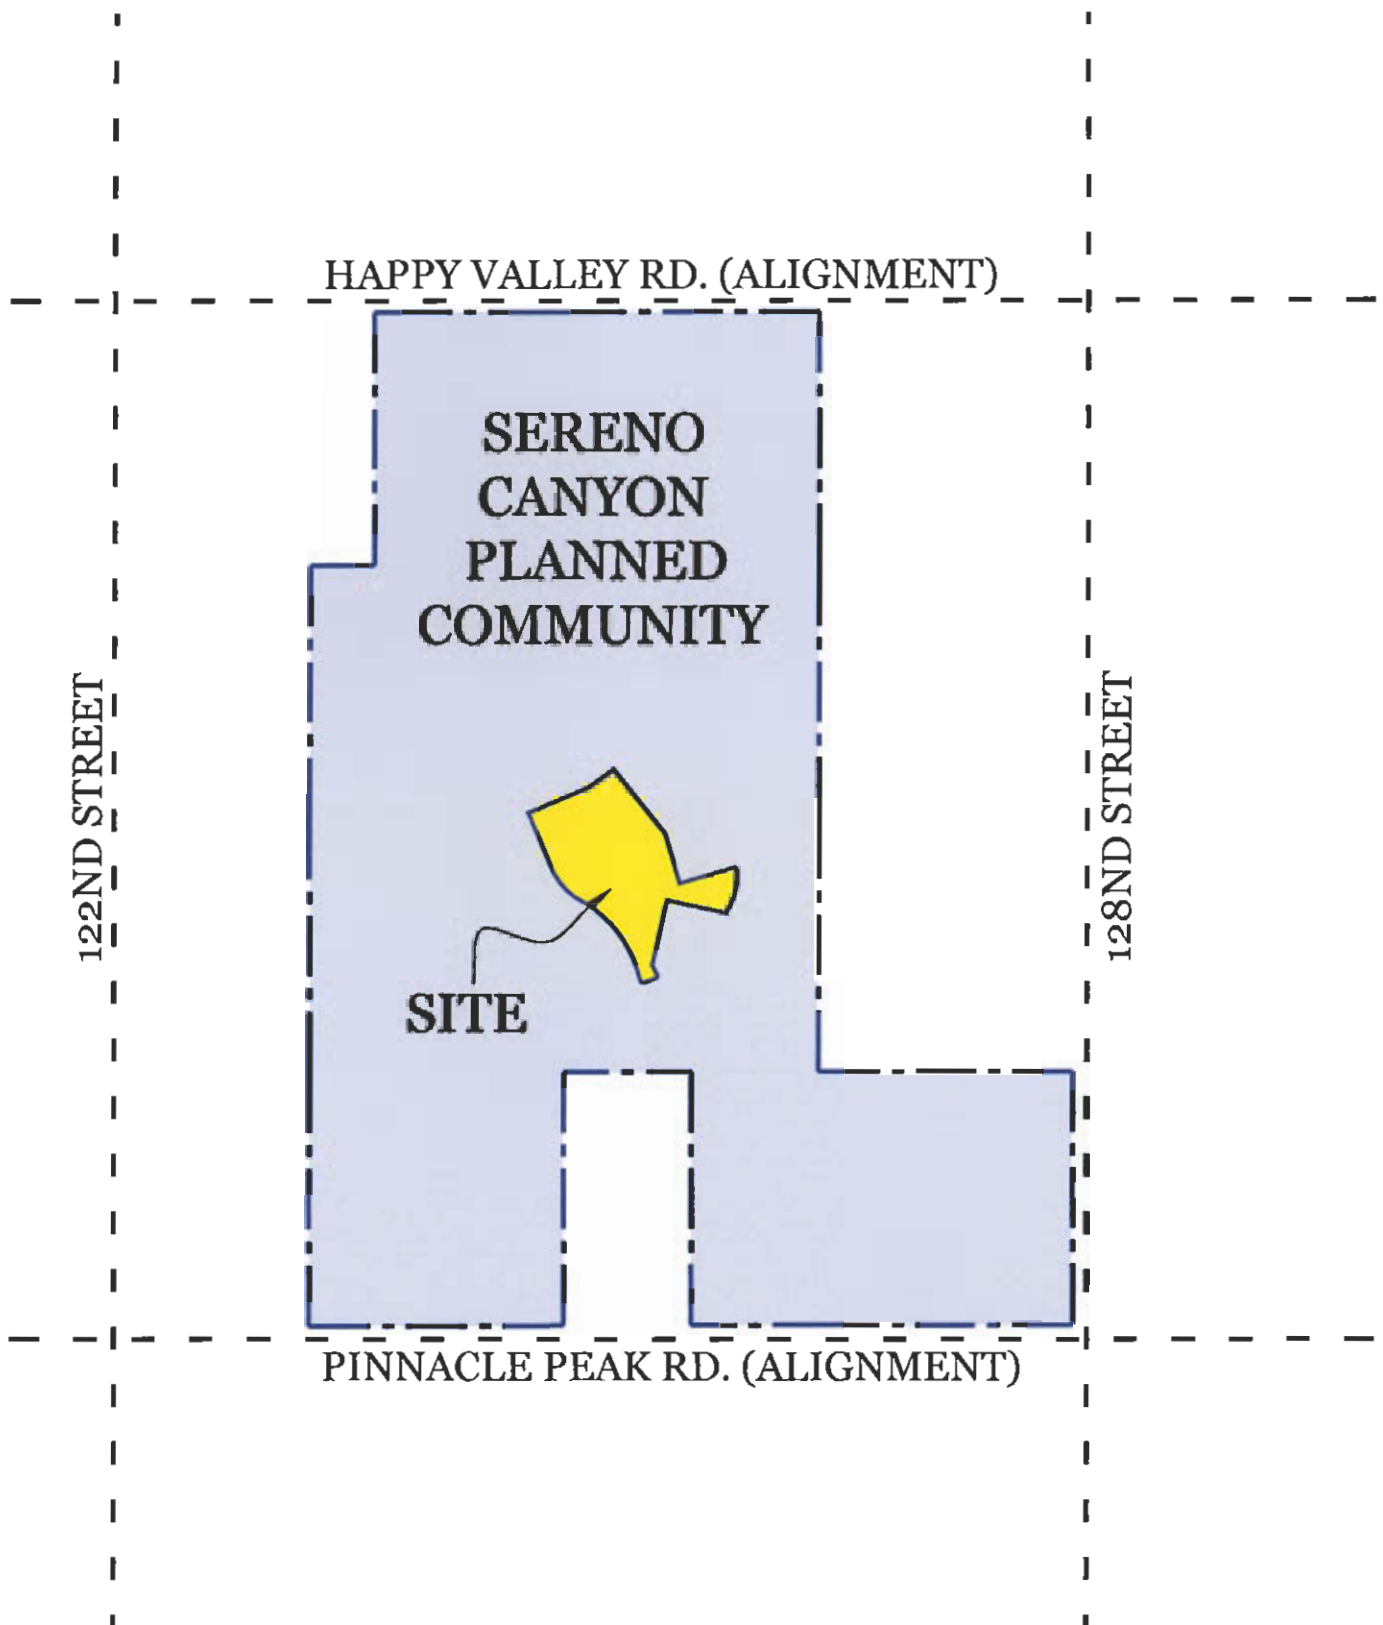 HAPPY VALLEY RD. (ALIGNMENT)
SERENO
CANYON
PLANNED
COMMUNITY
122ND STREET
128ND STREET
SITE
PINNACLE PEAK RD. (ALIGNMENT)